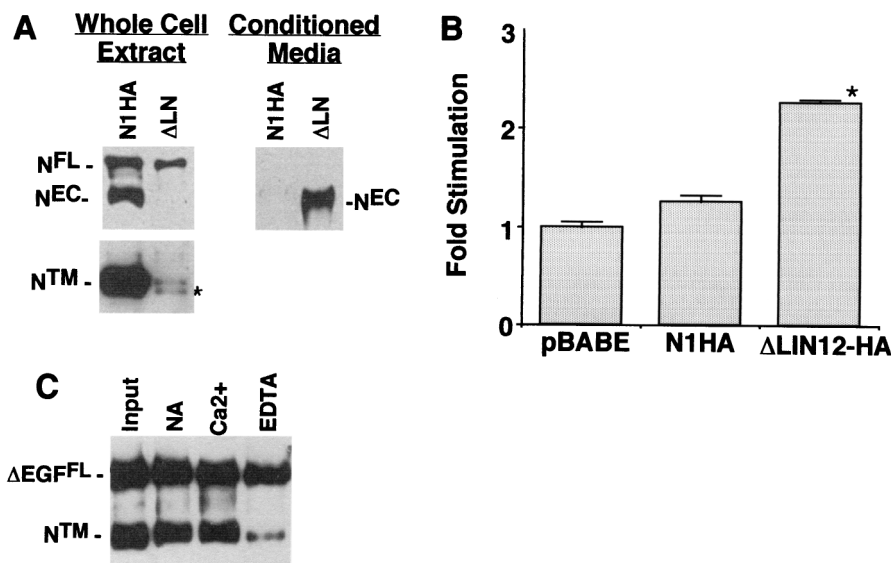 A
Whole Cell Extract
Conditioned Media
N1HA
ΔLN
N1HA
ΔLN
NFL -
NEC-
-NEC
NTM -
*
B
Fold Stimulation
3
2
1
0
*
pBABE
N1HA
ΔLIN12-HA
C
Input
NA
Ca2+
EDTA
ΔEGFFL -
NTM -